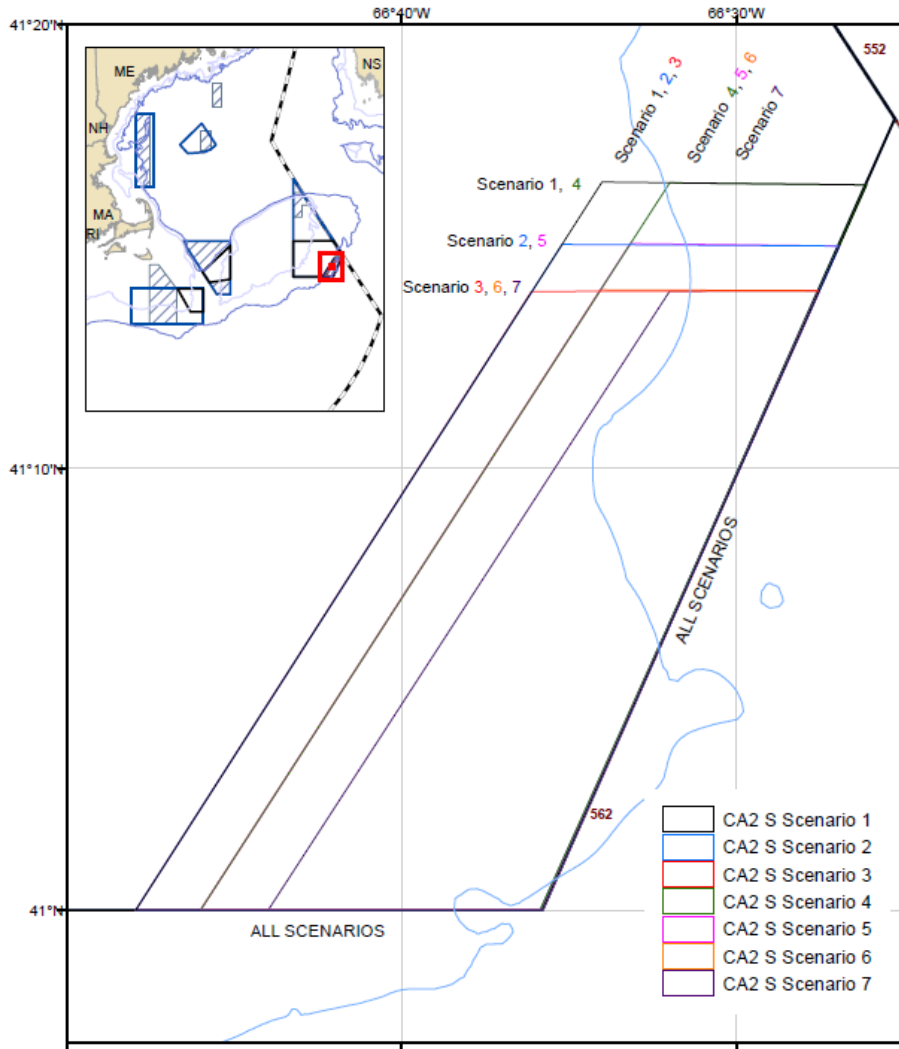 66°40'W
66°30'W
41°20'N
552
ME
NS
NH
MA
RI
Scenario 1, 2, 3
Scenario 4, 5, 6
Scenario 7
Scenario 1, 4
Scenario 2, 5
Scenario 3, 6, 7
41°10'N
ALL SCENARIOS
562
41°N
ALL SCENARIOS
CA2 S Scenario 1
CA2 S Scenario 2
CA2 S Scenario 3
CA2 S Scenario 4
CA2 S Scenario 5
CA2 S Scenario 6
CA2 S Scenario 7